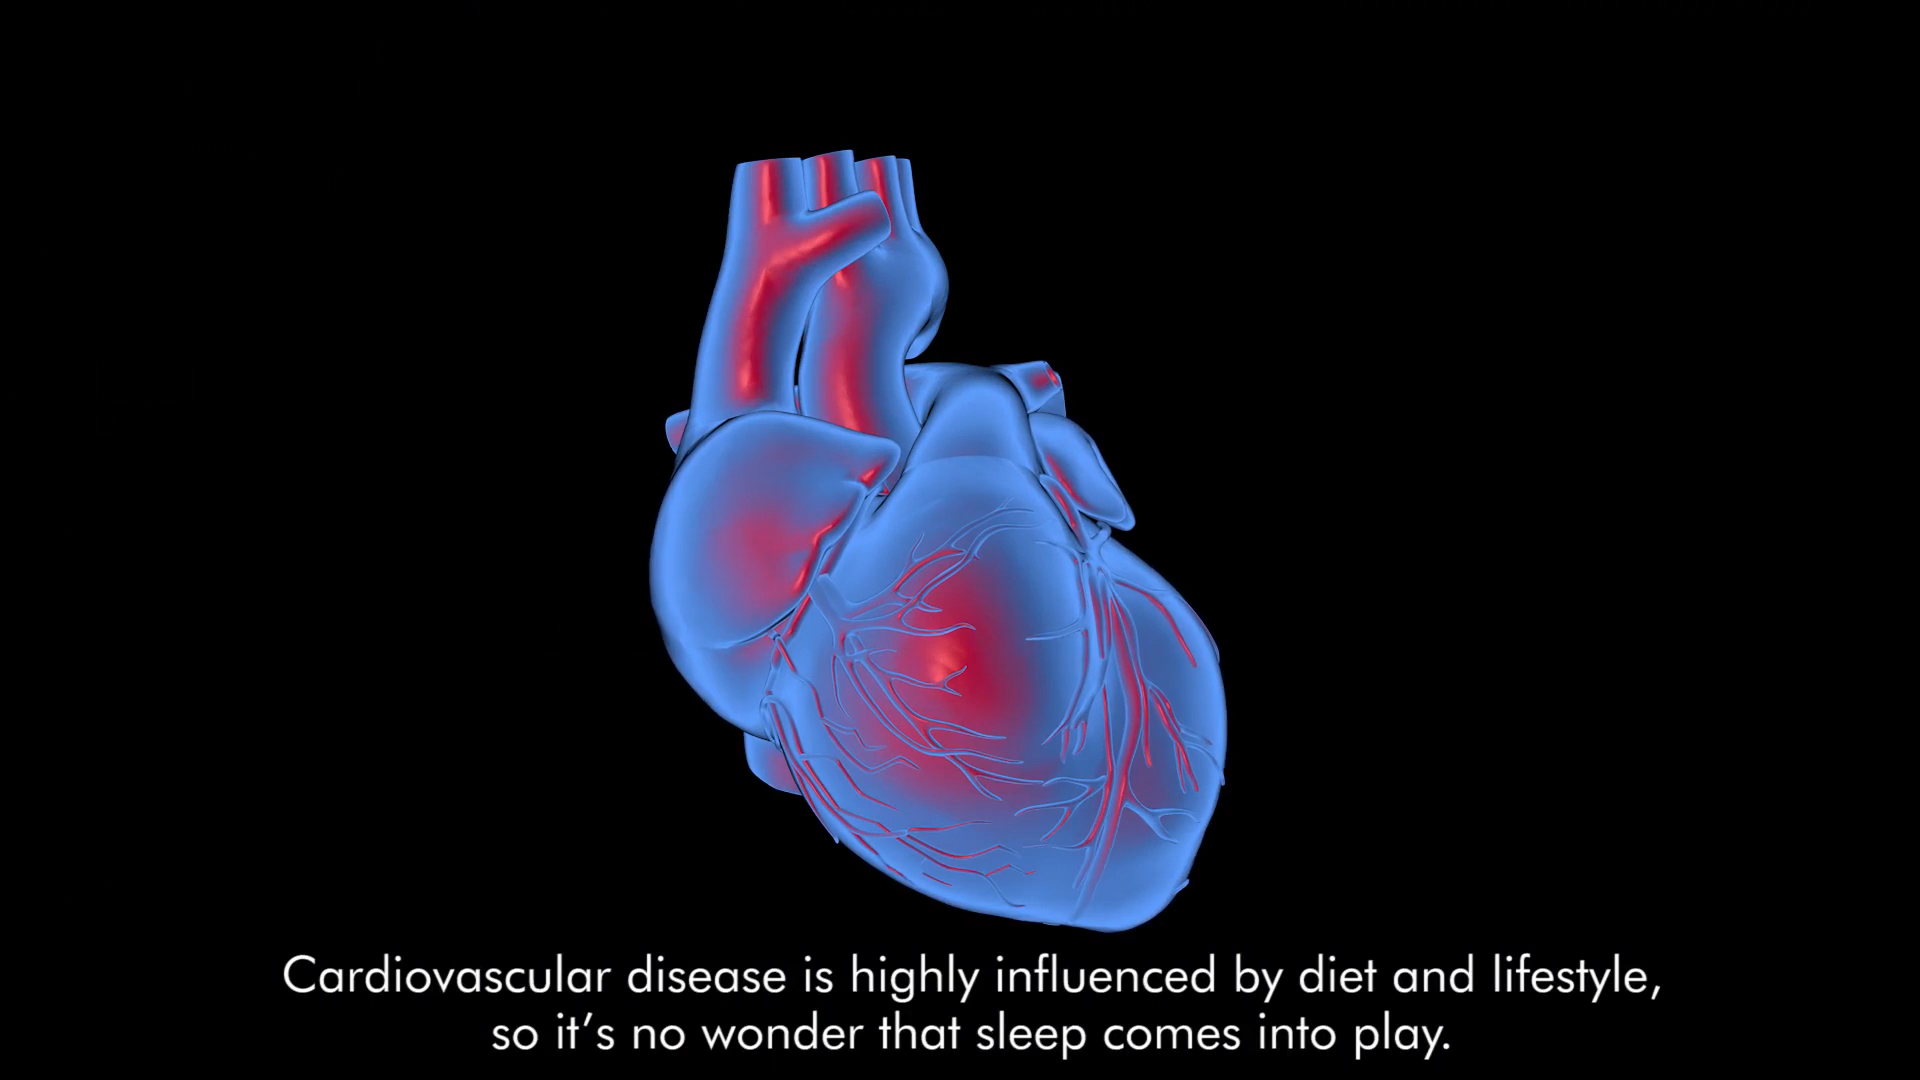 Cardiovascular disease is highly influenced by diet and lifestyle,
so it’s no wonder that sleep comes into play.